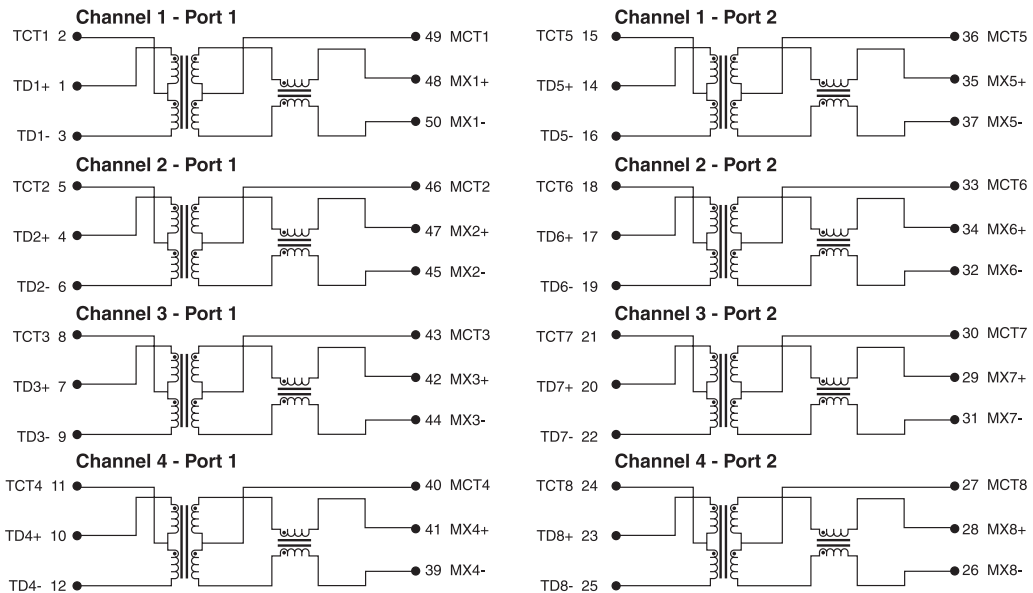 Channel 1 - Port 1
TCT1 2
49 MCT1
TD1+ 1
48 MX1+
50 MX1-
TD1- 3
Channel 2 - Port 1
TCT2 5
46 MCT2
TD2+ 4
47 MX2+
45 MX2-
TD2- 6
Channel 3 - Port 1
TCT3 8
43 MCT3
TD3+ 7
42 MX3+
44 MX3-
TD3- 9
Channel 4 - Port 1
TCT4 11
40 MCT4
TD4+ 10
41 MX4+
39 MX4-
TD4- 12
Channel 1 - Port 2
TCT5 15
36 MCT5
TD5+ 14
35 MX5+
37 MX5-
TD5- 16
Channel 2 - Port 2
TCT6 18
33 MCT6
TD6+ 17
34 MX6+
32 MX6-
TD6- 19
Channel 3 - Port 2
TCT7 21
30 MCT7
TD7+ 20
29 MX7+
31 MX7-
TD7- 22
Channel 4 - Port 2
TCT8 24
27 MCT8
TD8+ 23
28 MX8+
26 MX8-
TD8- 25